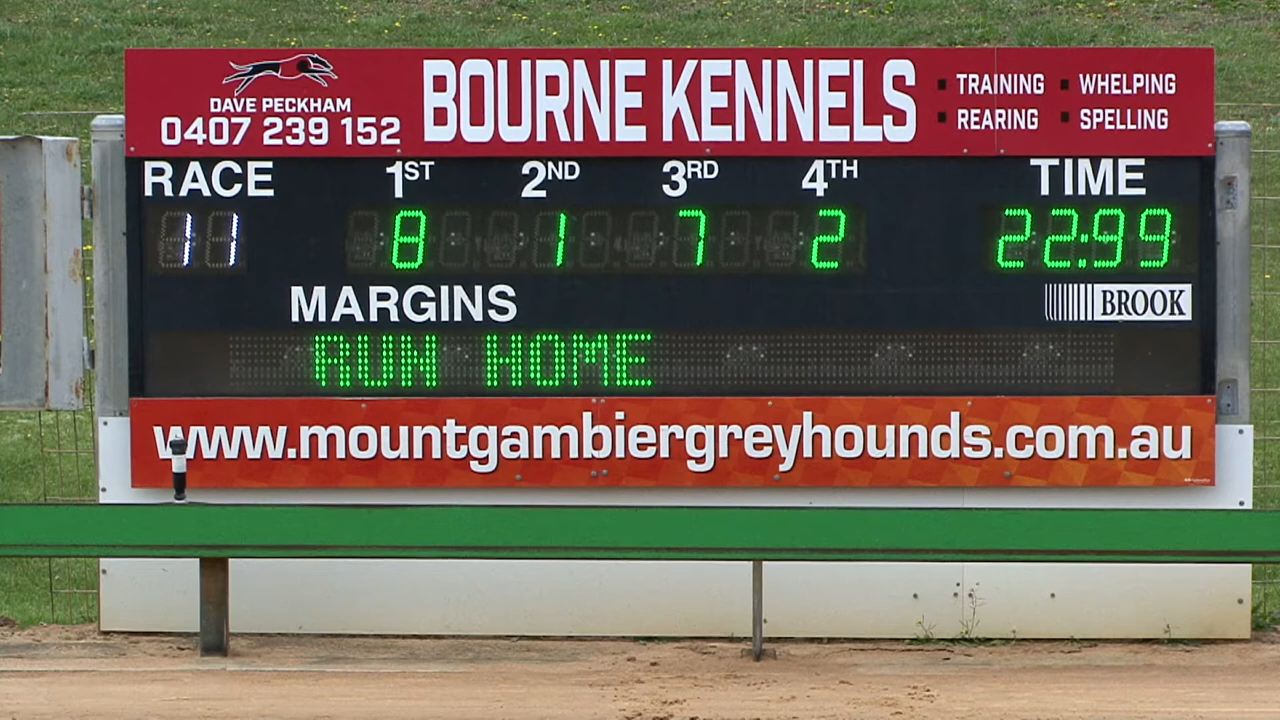 DAVE PECKHAM
0407 239 152
BOURNE KENNELS
▪ TRAINING ▪ WHELPING
▪ REARING ▪ SPELLING
RACE 1ST 2ND 3RD 4TH TIME
11 8 1 7 2 22:99
MARGINS
BROOK
RUN HOME
www.mountgambiergreyhounds.com.au